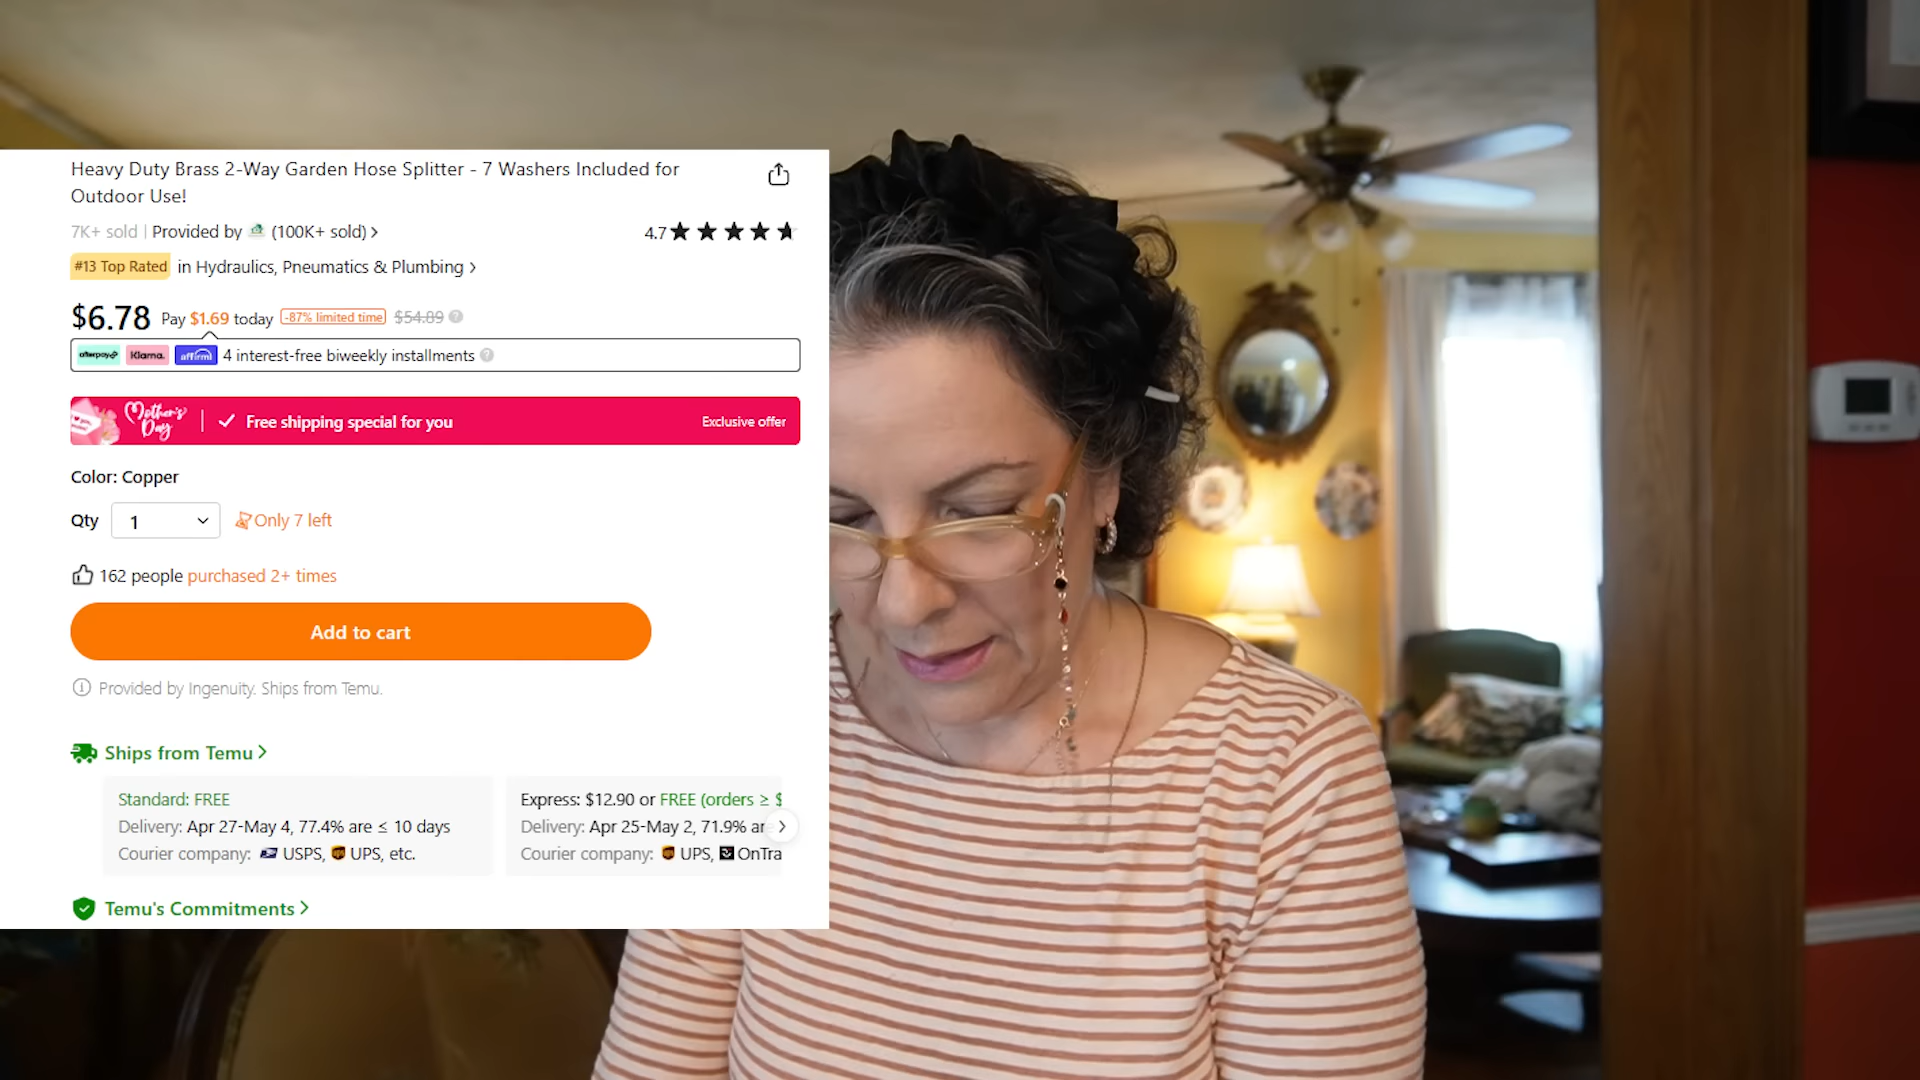 Heavy Duty Brass 2-Way Garden Hose Splitter - 7 Washers Included for
Outdoor Use!
7K+ sold | Provided by (100K+ sold) >
4.7
#13 Top Rated in Hydraulics, Pneumatics & Plumbing >
$6.78 Pay $1.69 today -87% limited time $54.89
afterpay Klarna. affirm 4 interest-free biweekly installments
Mother's
Day
Free shipping special for you
Exclusive offer
Color: Copper
Qty 1 Only 7 left
162 people purchased 2+ times
Add to cart
Provided by Ingenuity. Ships from Temu.
Ships from Temu >
Standard: FREE
Delivery: Apr 27-May 4, 77.4% are ≤ 10 days
Courier company: USPS, UPS, etc.
Express: $12.90 or FREE (orders ≥ $
Delivery: Apr 25-May 2, 71.9% are
Courier company: UPS, OnTra
Temu's Commitments >